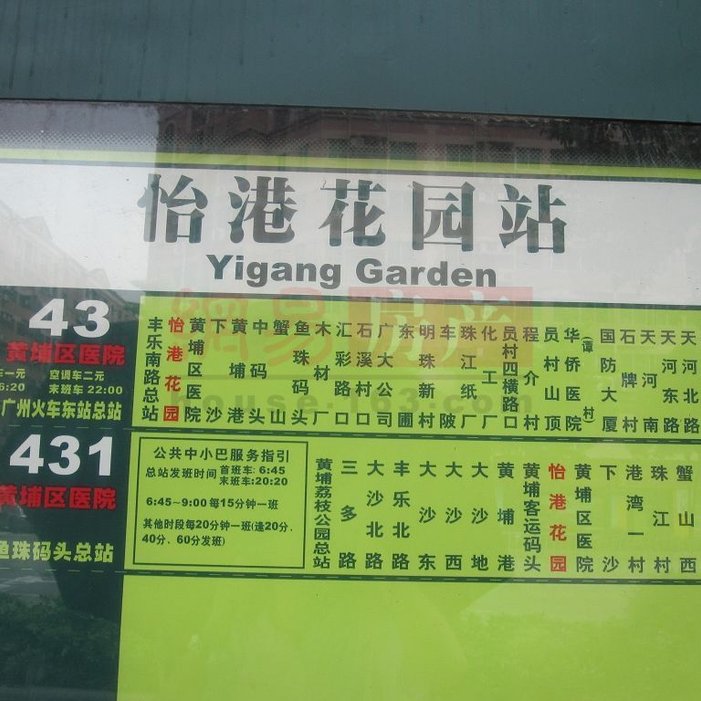 怡港花园站
Yigang Garden
43
黄埔区医院
空调车二元
6:20 末班车 22:00
广州火车东站总站
丰乐南路总站
怡港花园
黄埔区医院
下沙
黄埔港
中码头
蟹山
鱼珠码头
木材厂
汇彩路口
石溪村口
广大公司
东圃
明珠新村
车陂
珠江纸厂
化工厂
员村四横路口
程介村
员村山顶
华侨医院
(谭村)
国防大厦
石牌村
天河南路
天河东路
天河北路
431
黄埔区医院
鱼珠码头总站
公共中小巴服务指引
总站发班时间 首班车: 6:45
末班车:20:20
6:45~9:00 每15分钟一班
其他时段每20分钟一班(逢20分、
40分、60分发班)
黄埔荔枝公园总站
三多路
大沙北路
丰乐北路
大沙东
大沙西
大沙地
黄埔港
黄埔客运码头
怡港花园
黄埔区医院
下沙
港湾一村
珠江村
蟹山西